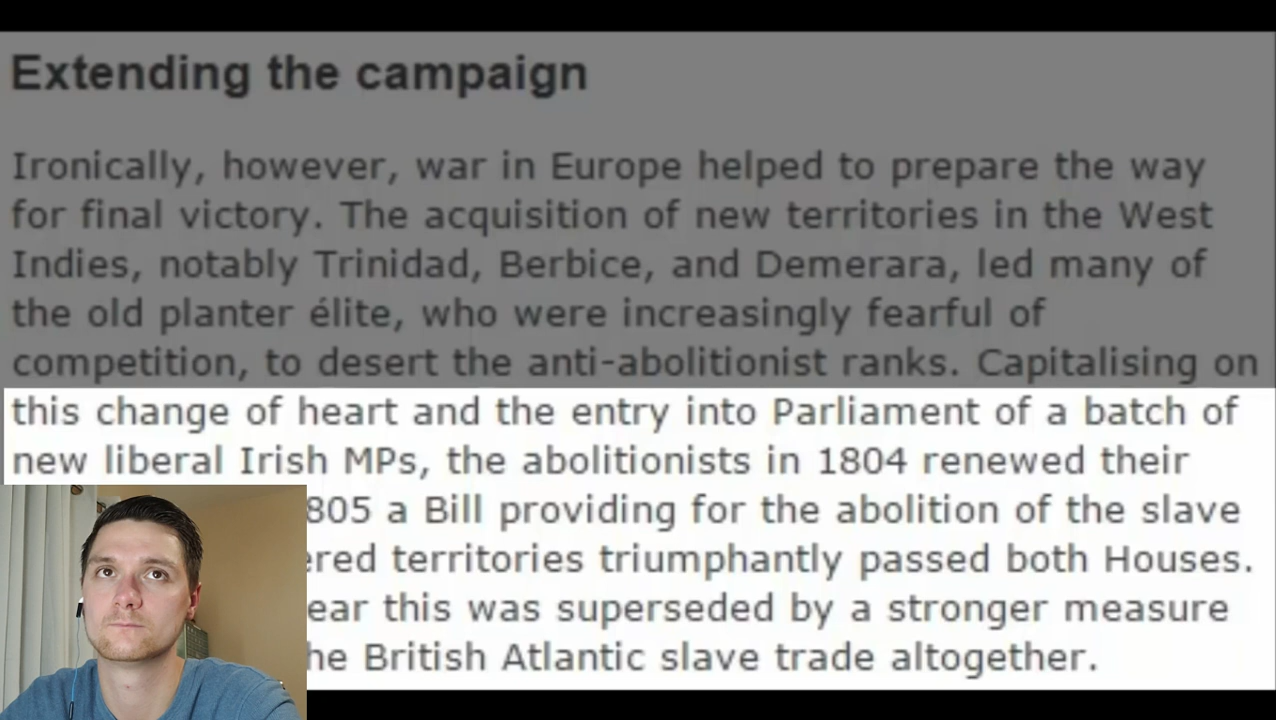 Extending the campaign
Ironically, however, war in Europe helped to prepare the way
for final victory. The acquisition of new territories in the West
Indies, notably Trinidad, Berbice, and Demerara, led many of
the old planter élite, who were increasingly fearful of
competition, to desert the anti-abolitionist ranks. Capitalising on
this change of heart and the entry into Parliament of a batch of
new liberal Irish MPs, the abolitionists in 1804 renewed their
805 a Bill providing for the abolition of the slave
ered territories triumphantly passed both Houses.
ear this was superseded by a stronger measure
he British Atlantic slave trade altogether.